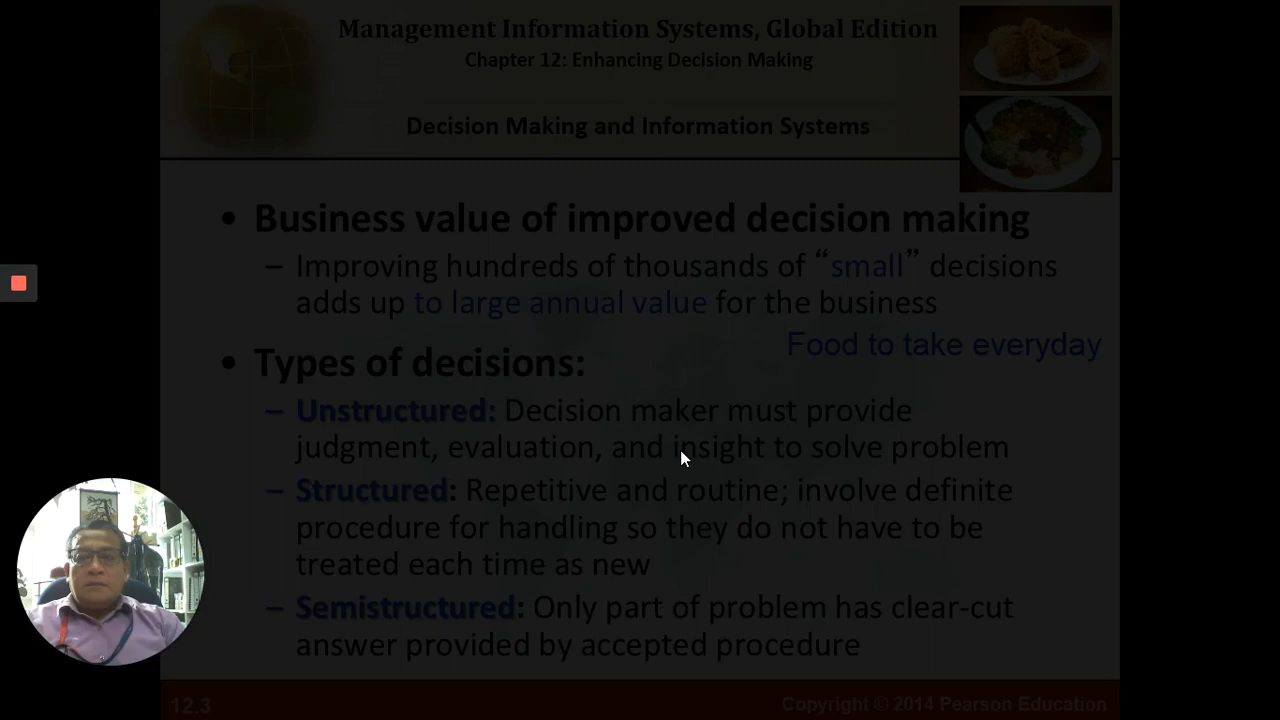 Management Information Systems, Global Edition
Chapter 12: Enhancing Decision Making
Decision Making and Information Systems
• Business value of improved decision making
– Improving hundreds of thousands of “small” decisions
adds up to large annual value for the business
Food to take everyday
• Types of decisions:
– Unstructured: Decision maker must provide
judgment, evaluation, and insight to solve problem
– Structured: Repetitive and routine; involve definite
procedure for handling so they do not have to be
treated each time as new
– Semistructured: Only part of problem has clear-cut
answer provided by accepted procedure
12.3
Copyright © 2014 Pearson Education